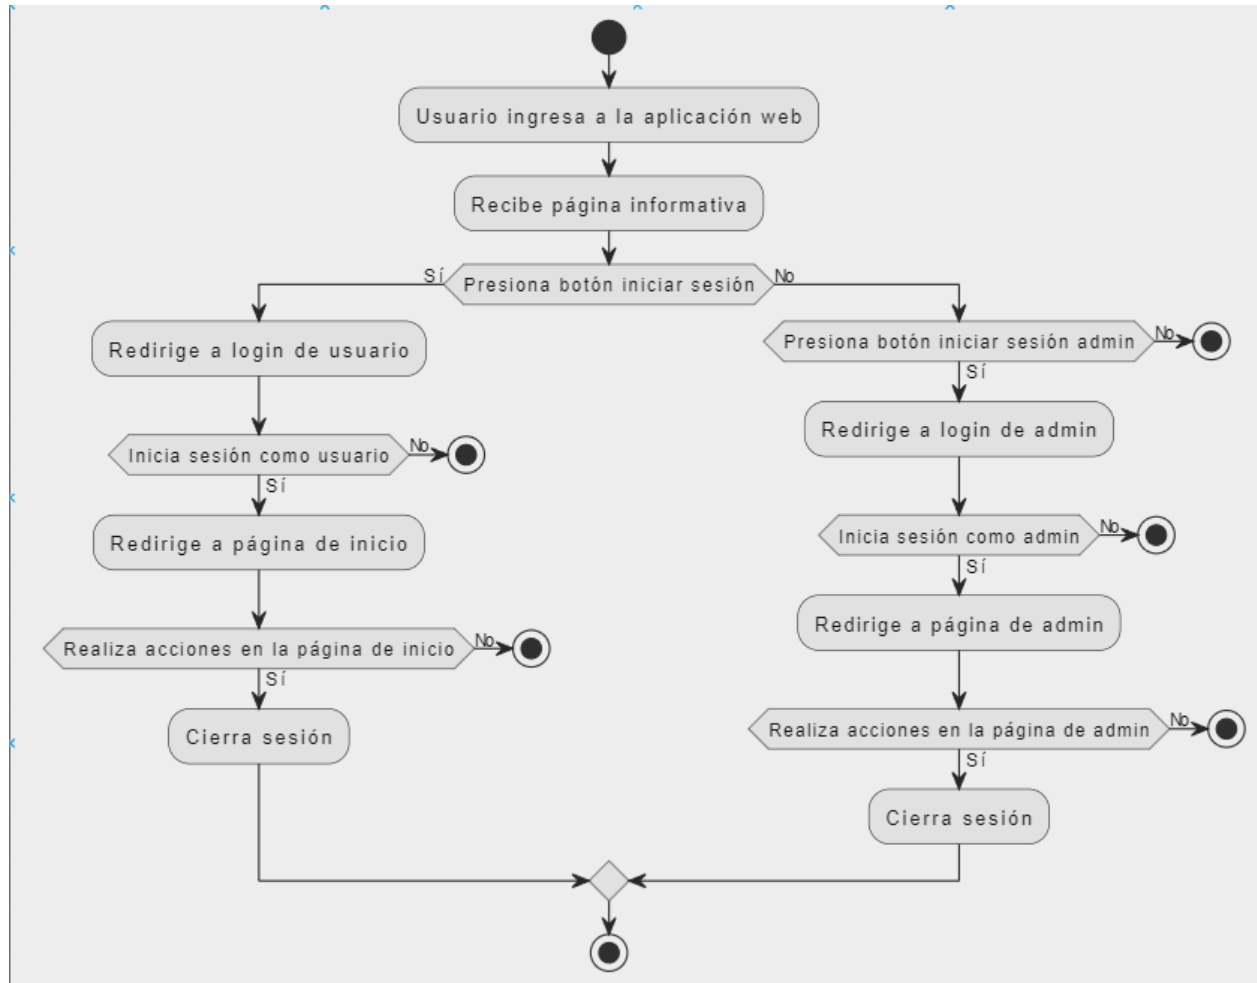 Usuario ingresa a la aplicación web
Recibe página informativa
Sí
Presiona botón iniciar sesión
No
Redirige a login de usuario
Presiona botón iniciar sesión admin
No
Sí
Redirige a login de admin
Inicia sesión como usuario
No
Sí
Redirige a página de inicio
Inicia sesión como admin
No
Sí
Redirige a página de admin
Realiza acciones en la página de inicio
No
Sí
Cierra sesión
Realiza acciones en la página de admin
No
Sí
Cierra sesión